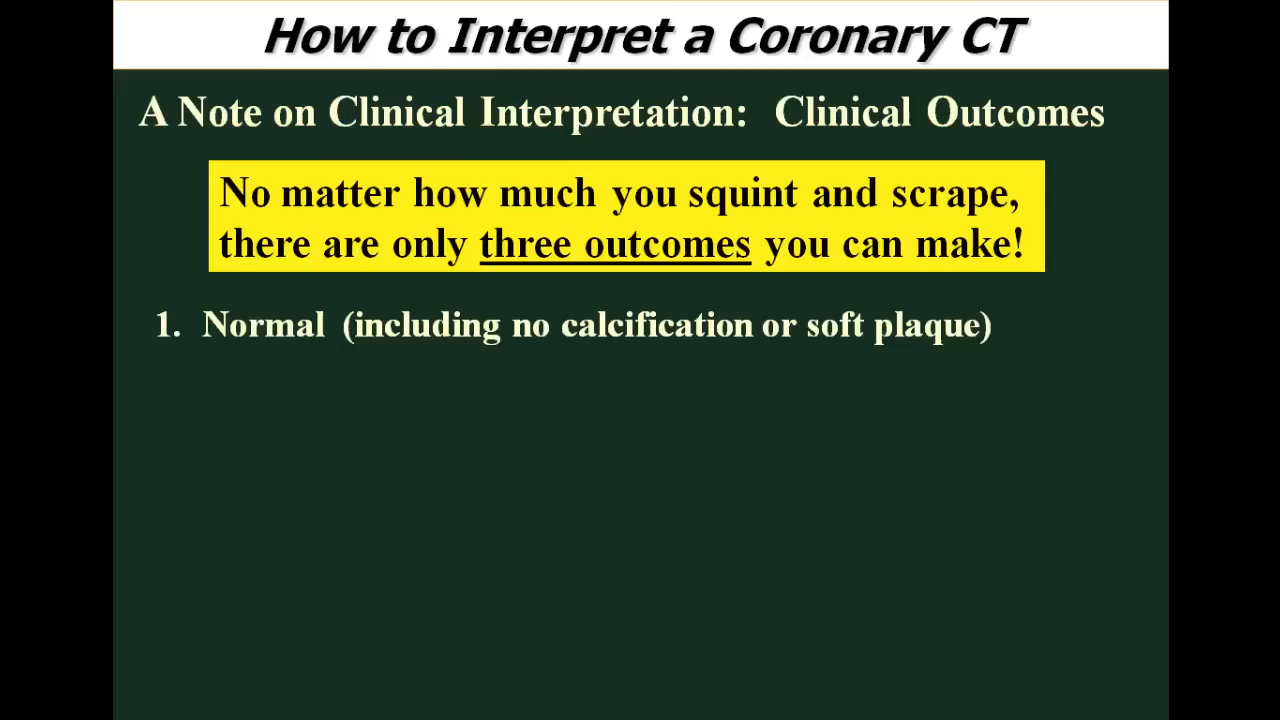 How to Interpret a Coronary CT
A Note on Clinical Interpretation: Clinical Outcomes
No matter how much you squint and scrape,
there are only three outcomes you can make!
1. Normal (including no calcification or soft plaque)